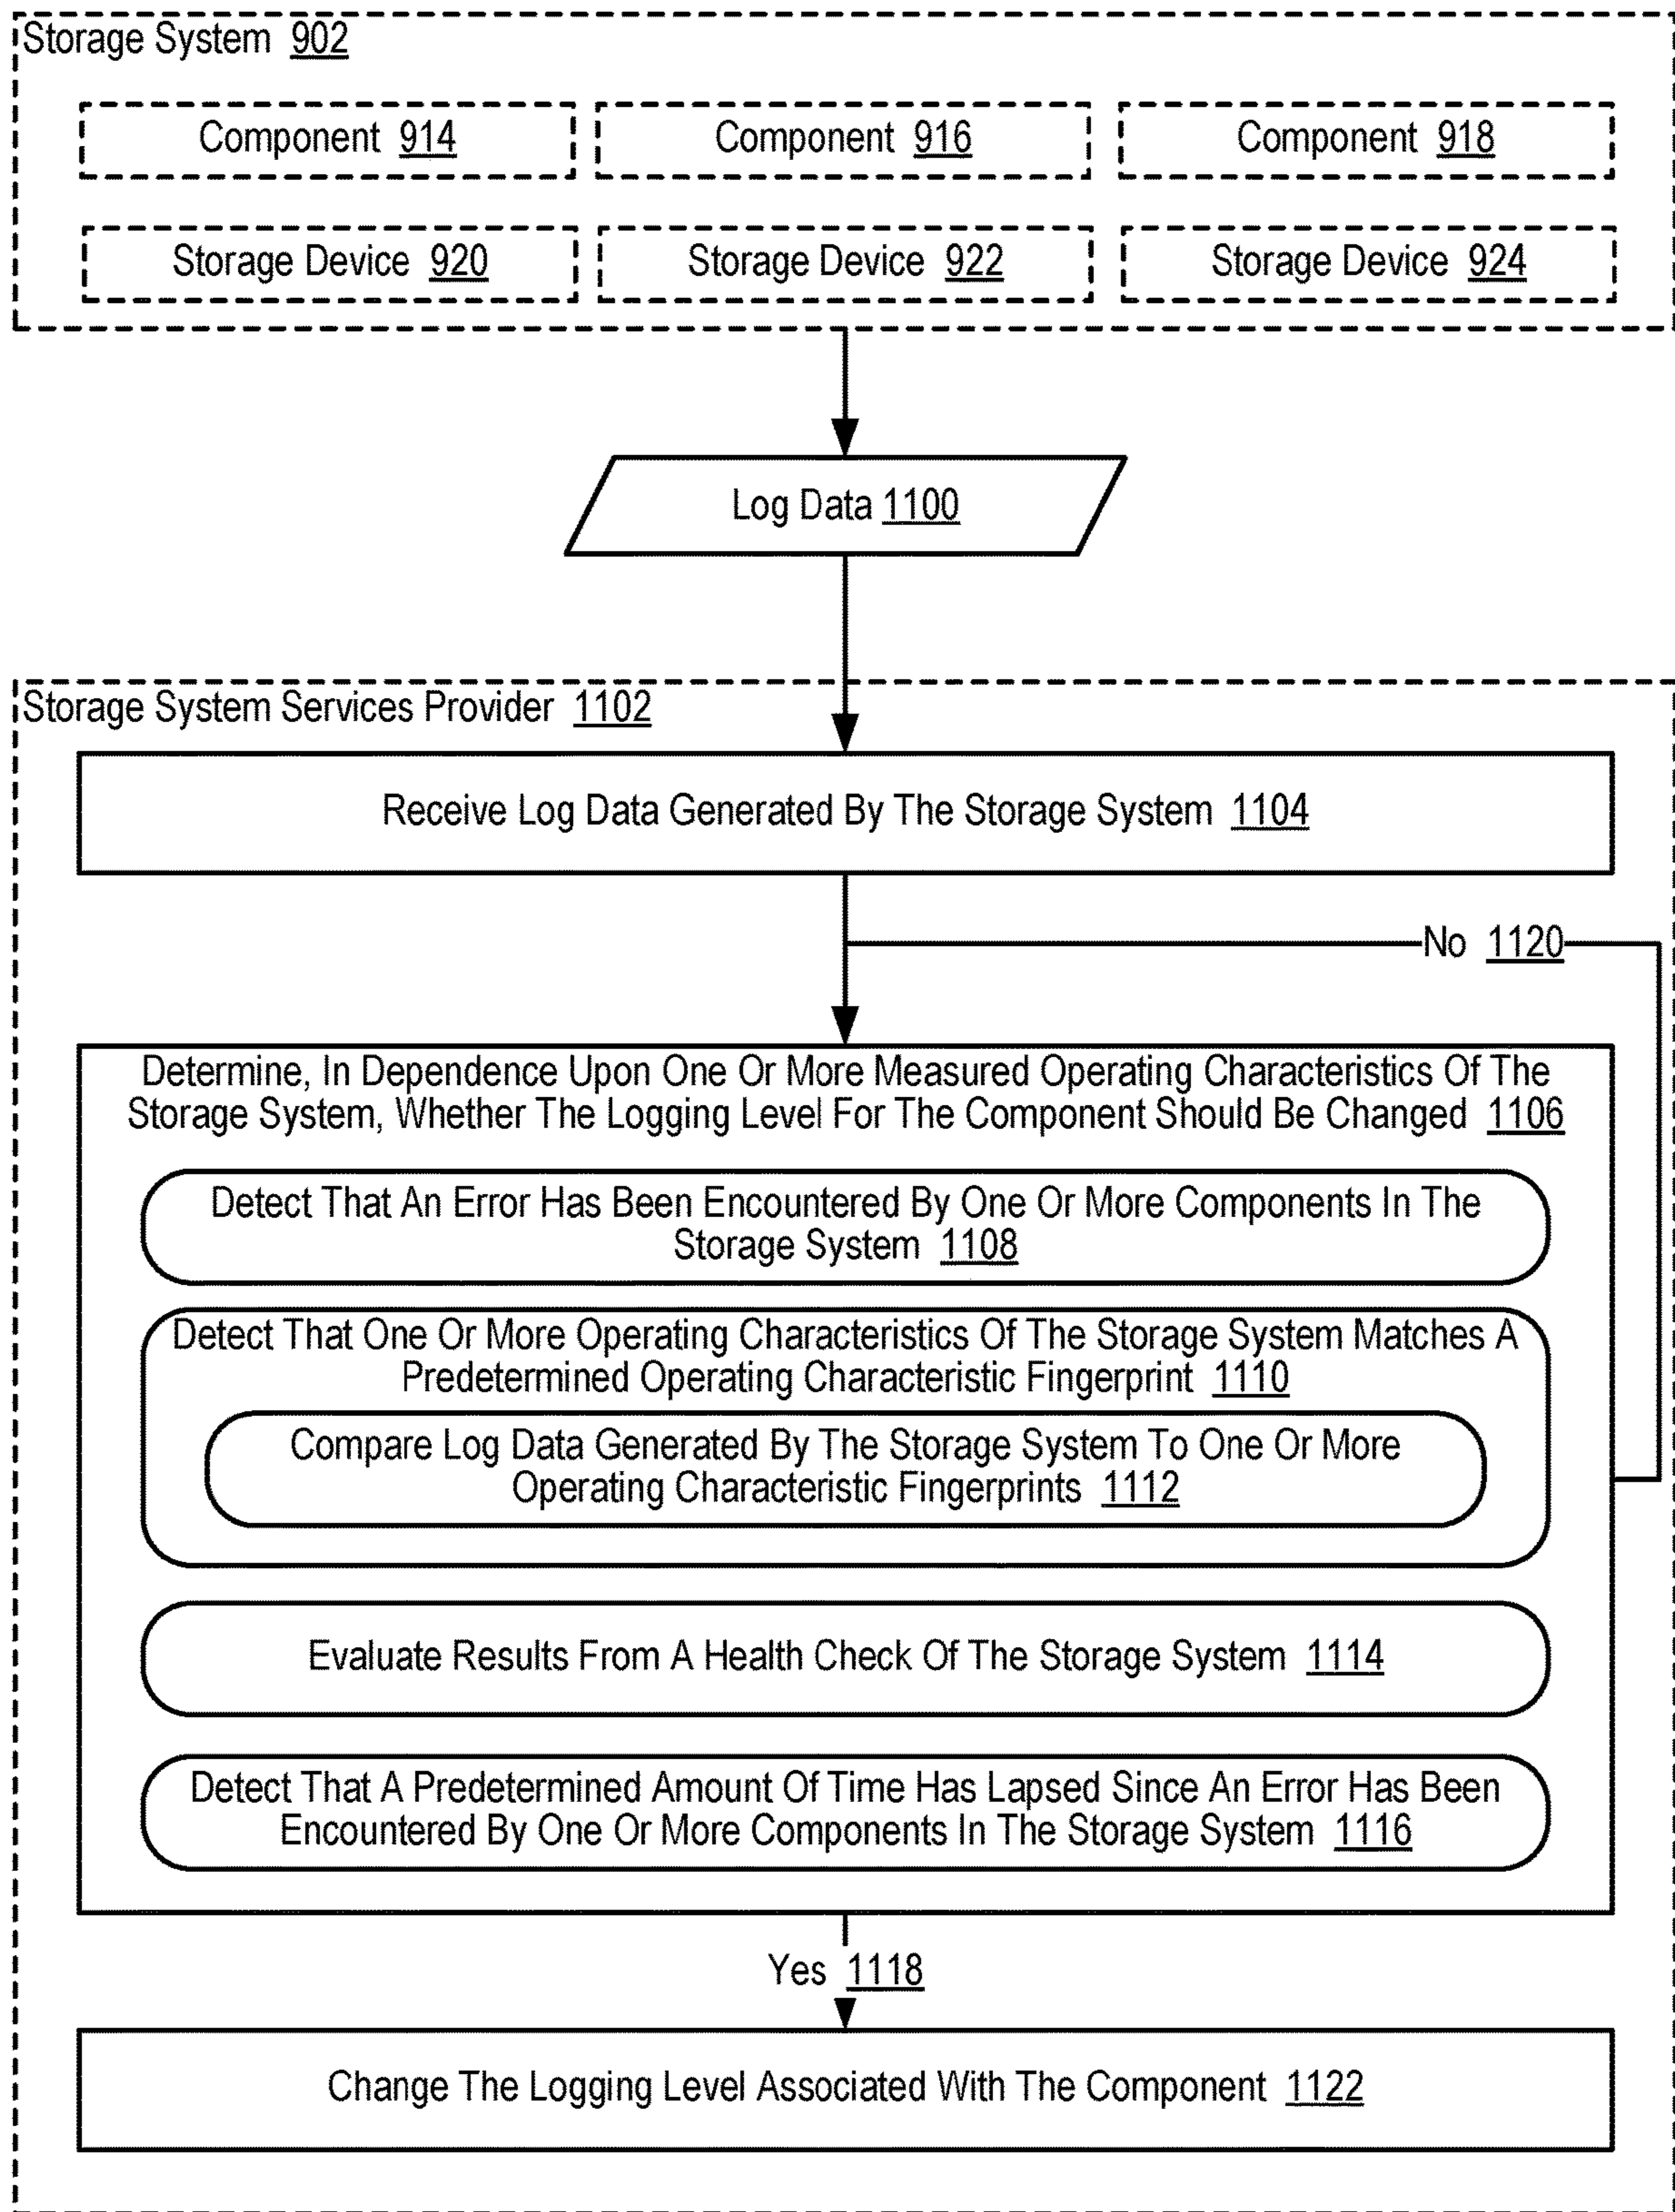 Storage System 902
Component 914
Component 916
Component 918
Storage Device 920
Storage Device 922
Storage Device 924
Log Data 1100
Storage System Services Provider 1102
Receive Log Data Generated By The Storage System 1104
No 1120
Determine, In Dependence Upon One Or More Measured Operating Characteristics Of The
Storage System, Whether The Logging Level For The Component Should Be Changed 1106
Detect That An Error Has Been Encountered By One Or More Components In The
Storage System 1108
Detect That One Or More Operating Characteristics Of The Storage System Matches A
Predetermined Operating Characteristic Fingerprint 1110
Compare Log Data Generated By The Storage System To One Or More
Operating Characteristic Fingerprints 1112
Evaluate Results From A Health Check Of The Storage System 1114
Detect That A Predetermined Amount Of Time Has Lapsed Since An Error Has Been
Encountered By One Or More Components In The Storage System 1116
Yes 1118
Change The Logging Level Associated With The Component 1122